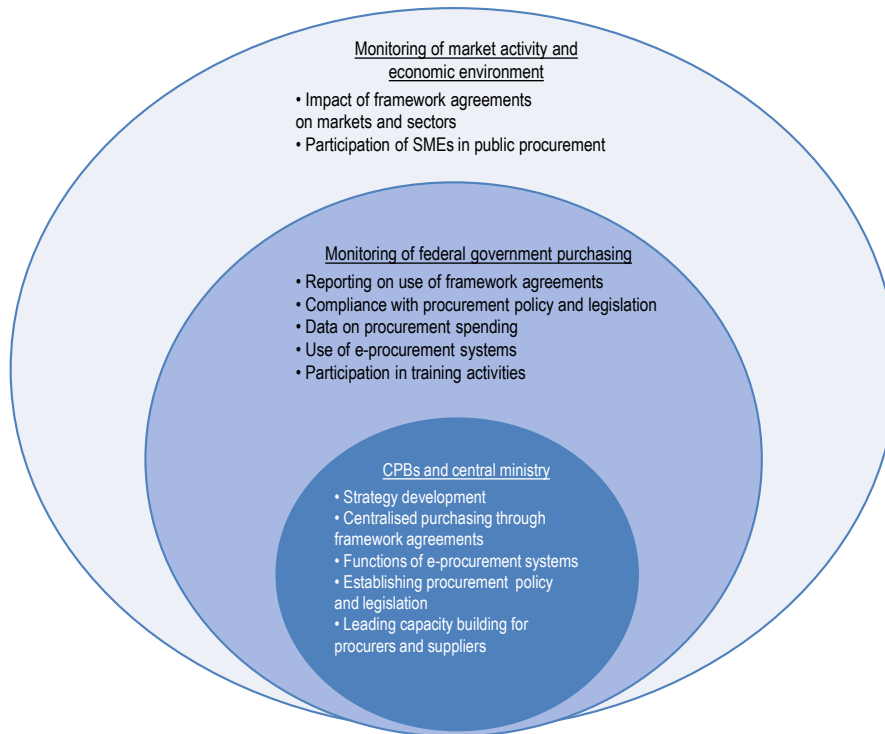 Monitoring of market activity and
economic environment
• Impact of framework agreements
on markets and sectors
• Participation of SMEs in public procurement
Monitoring of federal government purchasing
• Reporting on use of framework agreements
• Compliance with procurement policy and legislation
• Data on procurement spending
• Use of e-procurement systems
• Participation in training activities
CPBs and central ministry
• Strategy development
• Centralised purchasing through
framework agreements
• Functions of e-procurement systems
• Establishing procurement policy
and legislation
• Leading capacity building for
procurers and suppliers